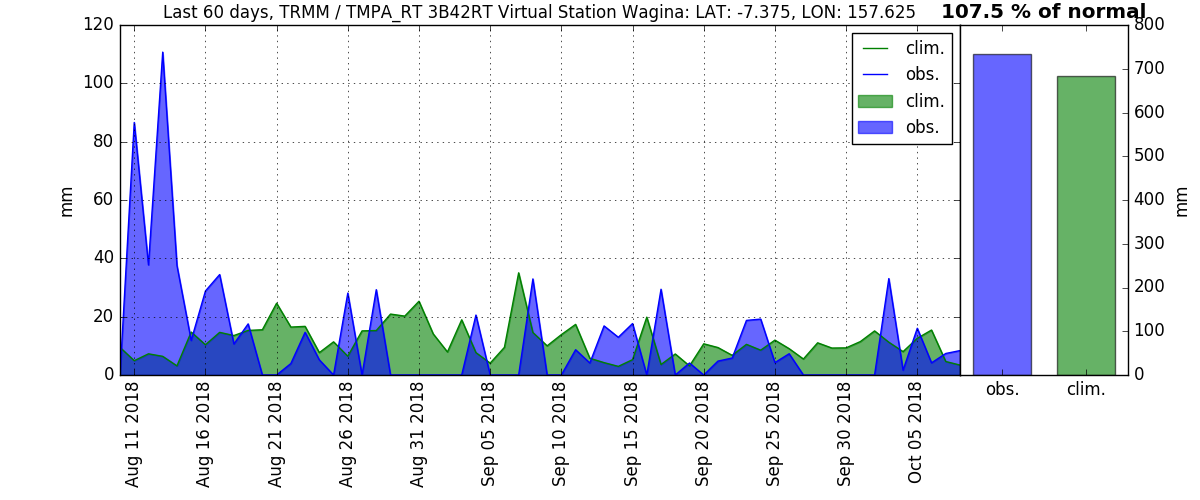 Last 60 days, TRMM / TMPA_RT 3B42RT Virtual Station Wagina: LAT: -7.375, LON: 157.625
107.5 % of normal
120
100
80
60
40
20
0
mm
clim.
obs.
clim.
obs.
800
700
600
500
400
300
200
100
0
mm
Aug 11 2018
Aug 16 2018
Aug 21 2018
Aug 26 2018
Aug 31 2018
Sep 05 2018
Sep 10 2018
Sep 15 2018
Sep 20 2018
Sep 25 2018
Sep 30 2018
Oct 05 2018
obs.
clim.